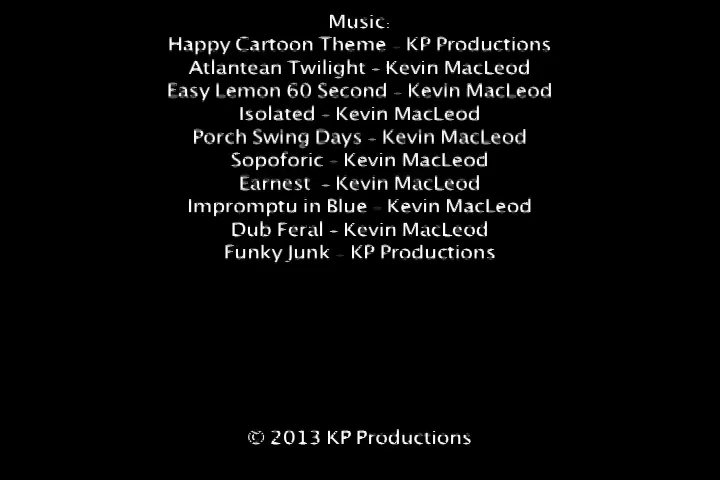 Music:
Happy Cartoon Theme - KP Productions
Atlantean Twilight - Kevin MacLeod
Easy Lemon 60 Second - Kevin MacLeod
Isolated - Kevin MacLeod
Porch Swing Days - Kevin MacLeod
Sopoforic - Kevin MacLeod
Earnest - Kevin MacLeod
Impromptu in Blue - Kevin MacLeod
Dub Feral - Kevin MacLeod
Funky Junk - KP Productions
© 2013 KP Productions